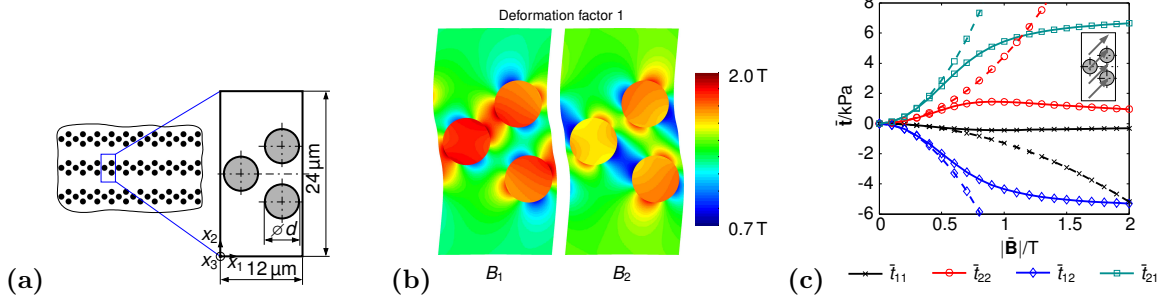 (a)
24 µm
⌀ d
x₂
x₃
x₁
12 µm
(b)
Deformation factor 1
2.0 T
0.7 T
B₁
B₂
(c)
t̄/kPa
8
6
4
2
0
-2
-4
-6
0
0.5
1
1.5
2
|B̄|/T
t̄₁₁
t̄₂₂
t̄₁₂
t̄₂₁